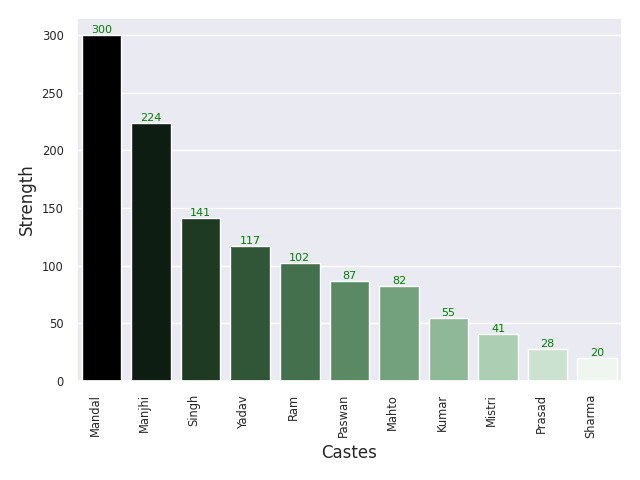 300
250
200
150
100
50
0
Strength
300
224
141
117
102
87
82
55
41
28
20
Mandal
Manjhi
Singh
Yadav
Ram
Paswan
Mahto
Kumar
Mistri
Prasad
Sharma
Castes